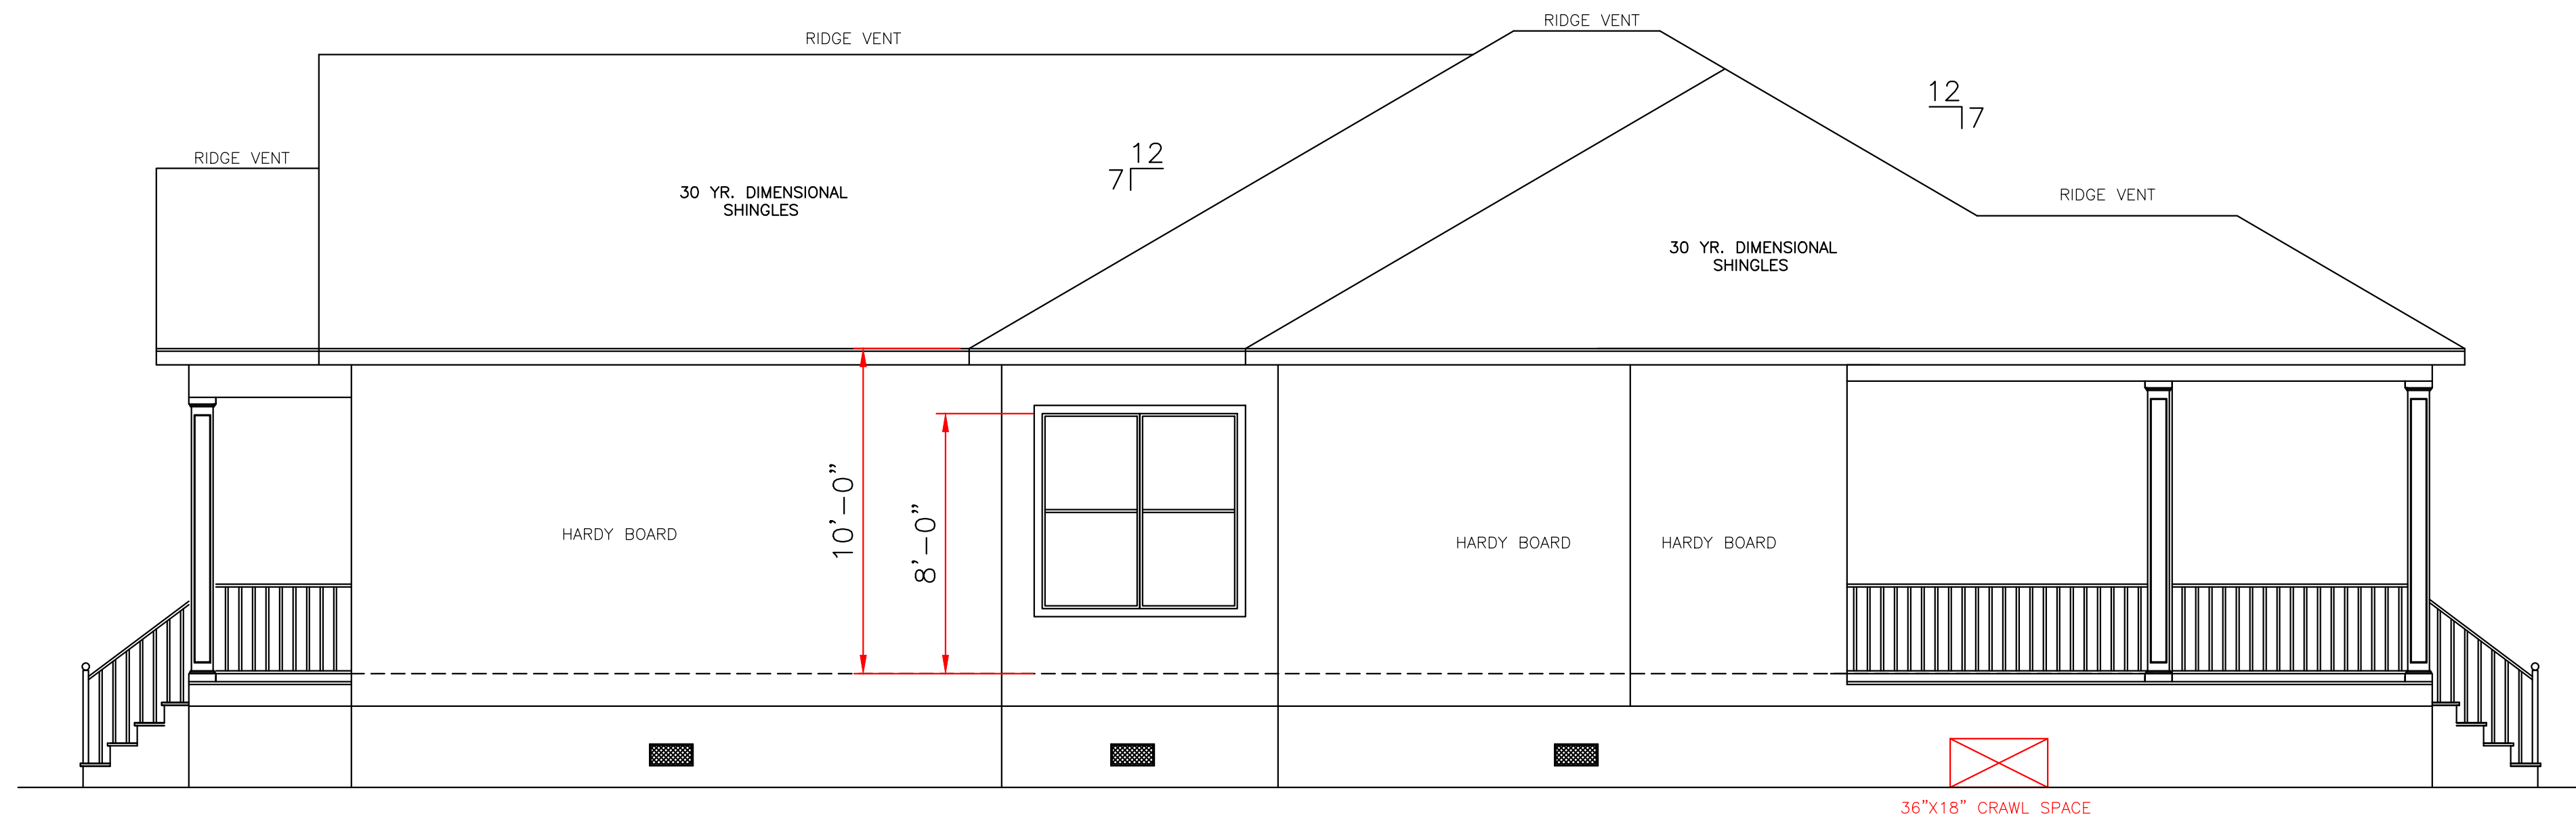 RIDGE VENT
RIDGE VENT
RIDGE VENT
RIDGE VENT
12
7
12
7
30 YR. DIMENSIONAL
SHINGLES
30 YR. DIMENSIONAL
SHINGLES
10'-0"
8'-0"
HARDY BOARD
HARDY BOARD
HARDY BOARD
36"X18" CRAWL SPACE